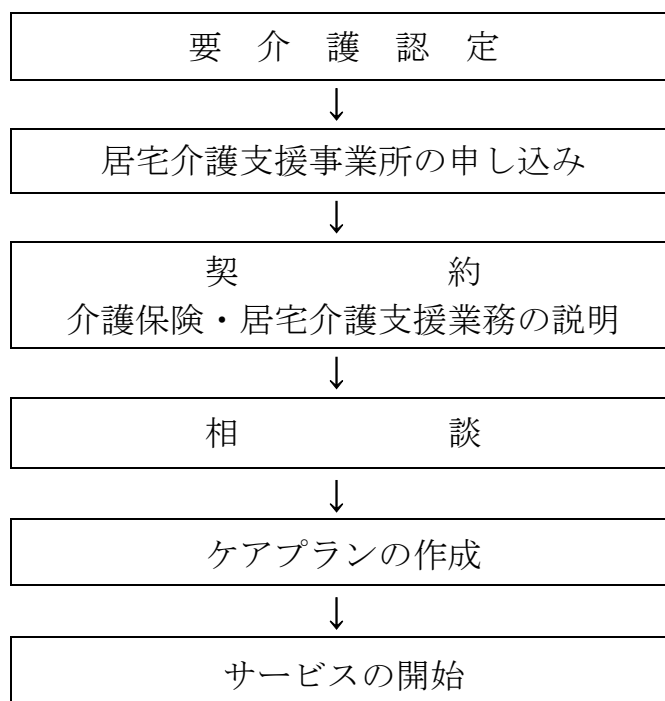 要介護認定
↓
居宅介護支援事業所の申し込み
↓
契約
介護保険・居宅介護支援業務の説明
↓
相談
↓
ケアプランの作成
↓
サービスの開始